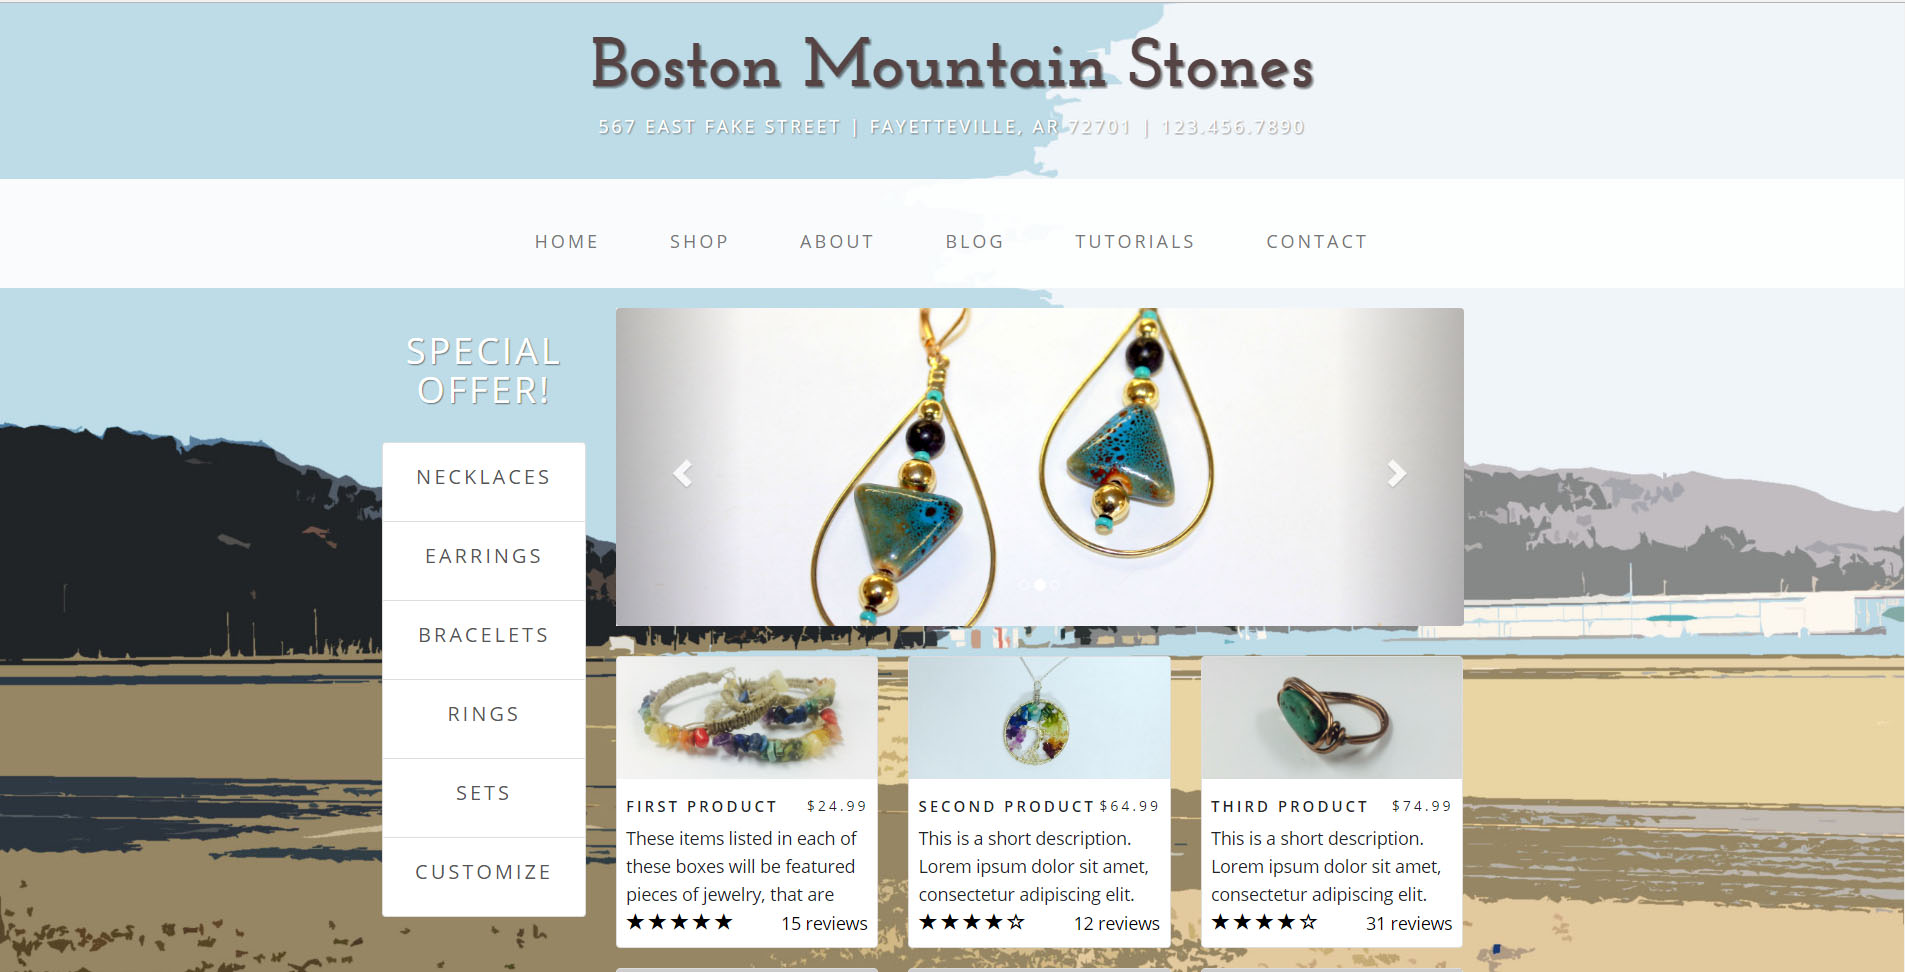 Boston Mountain Stones
567 EAST FAKE STREET | FAYETTEVILLE, AR 72701 | 123.456.7890
HOME SHOP ABOUT BLOG TUTORIALS CONTACT
SPECIAL
OFFER!
NECKLACES
EARRINGS
BRACELETS
RINGS
SETS
CUSTOMIZE
FIRST PRODUCT $24.99
These items listed in each of
these boxes will be featured
pieces of jewelry, that are
★★★★★ 15 reviews
SECOND PRODUCT $64.99
This is a short description.
Lorem ipsum dolor sit amet,
consectetur adipiscing elit.
★★★★☆ 12 reviews
THIRD PRODUCT $74.99
This is a short description.
Lorem ipsum dolor sit amet,
consectetur adipiscing elit.
★★★★☆ 31 reviews